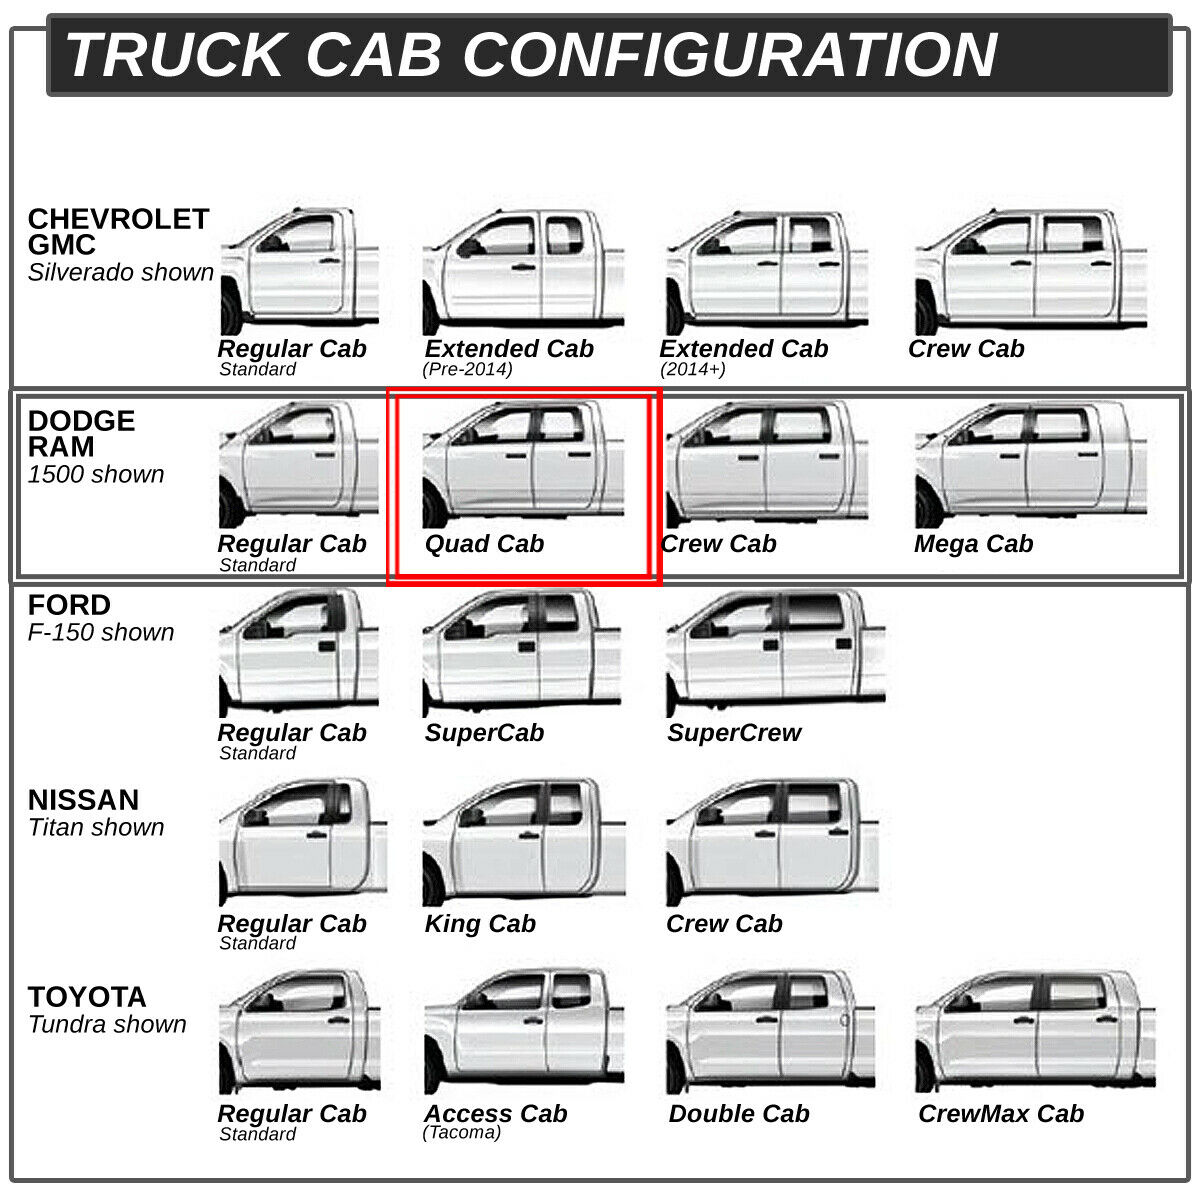 TRUCK CAB CONFIGURATION
CHEVROLET
GMC
Silverado shown
Regular Cab
Standard
Extended Cab
(Pre-2014)
Extended Cab
(2014+)
Crew Cab
DODGE
RAM
1500 shown
Regular Cab
Standard
Quad Cab
Crew Cab
Mega Cab
FORD
F-150 shown
Regular Cab
Standard
SuperCab
SuperCrew
NISSAN
Titan shown
Regular Cab
Standard
King Cab
Crew Cab
TOYOTA
Tundra shown
Regular Cab
Standard
Access Cab
(Tacoma)
Double Cab
CrewMax Cab